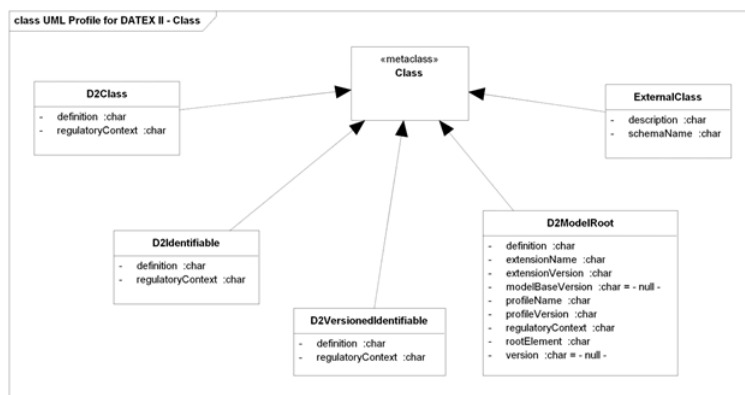 class UML Profile for DATEX II - Class
«metaclass»
Class
D2Class
- definition :char
- regulatoryContext :char
ExternalClass
- description :char
- schemaName :char
D2Identifiable
- definition :char
- regulatoryContext :char
D2VersionedIdentifiable
- definition :char
- regulatoryContext :char
D2ModelRoot
- definition :char
- extensionName :char
- extensionVersion :char
- modelBaseVersion :char = - null -
- profileName :char
- profileVersion :char
- regulatoryContext :char
- rootElement :char
- version :char = - null -